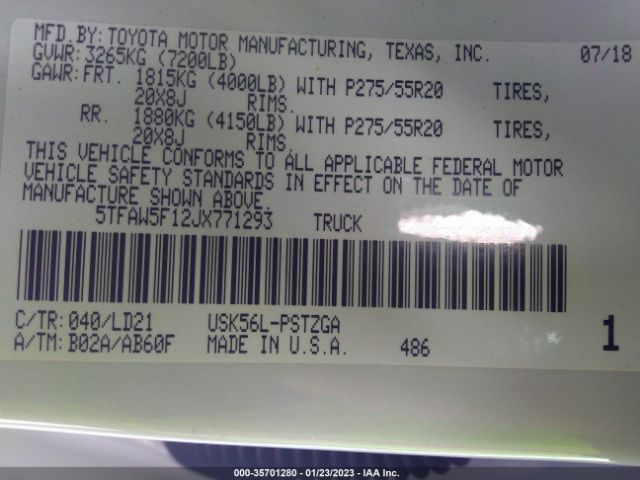 MFD.BY:TOYOTA MOTOR MANUFACTURING, TEXAS, INC. 07/18
GVWR:3265KG (7200LB)
GAWR:FRT. 1815KG (4000LB) WITH P275/55R20 TIRES,
20X8J RIMS.
RR. 1880KG (4150LB) WITH P275/55R20 TIRES,
20X8J RIMS.
THIS VEHICLE CONFORMS TO ALL APPLICABLE FEDERAL MOTOR
VEHICLE SAFETY STANDARDS IN EFFECT ON THE DATE OF
MANUFACTURE SHOWN ABOVE.
5TFAW5F12JX771293 TRUCK
C/TR:040/LD21 USK56L-PSTZGA
A/TM:B02A/AB60F MADE IN U.S.A. 486 1
000-35701280 - 01/23/2023 - IAA Inc.